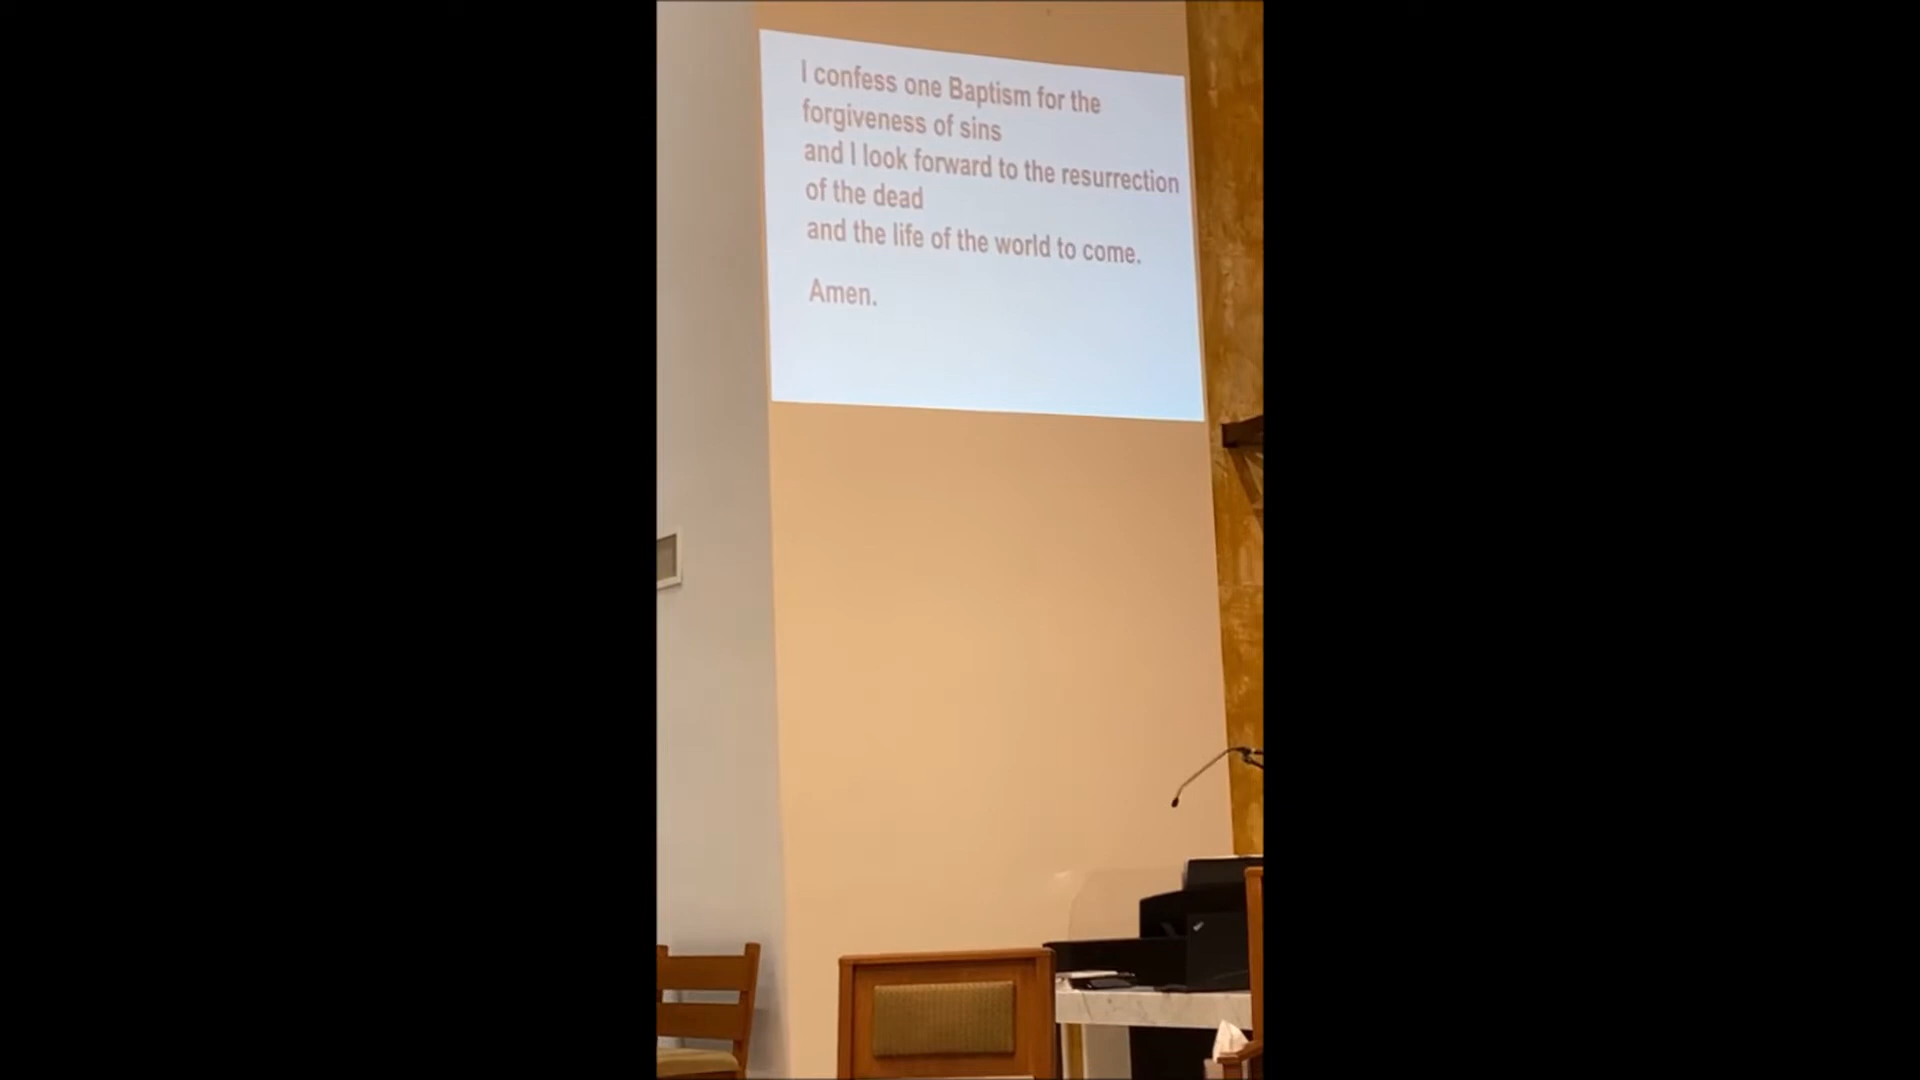 I confess one Baptism for the
forgiveness of sins
and I look forward to the resurrection
of the dead
and the life of the world to come.
Amen.